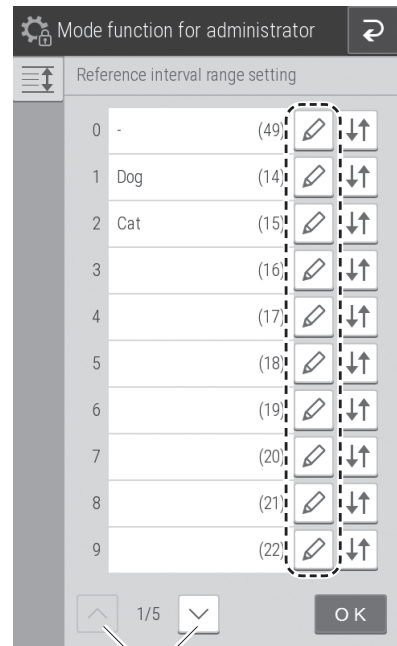 Mode function for administrator
Reference interval range setting
0 - (49)
1 Dog (14)
2 Cat (15)
3 (16)
4 (17)
5 (18)
6 (19)
7 (20)
8 (21)
9 (22)
1/5 OK